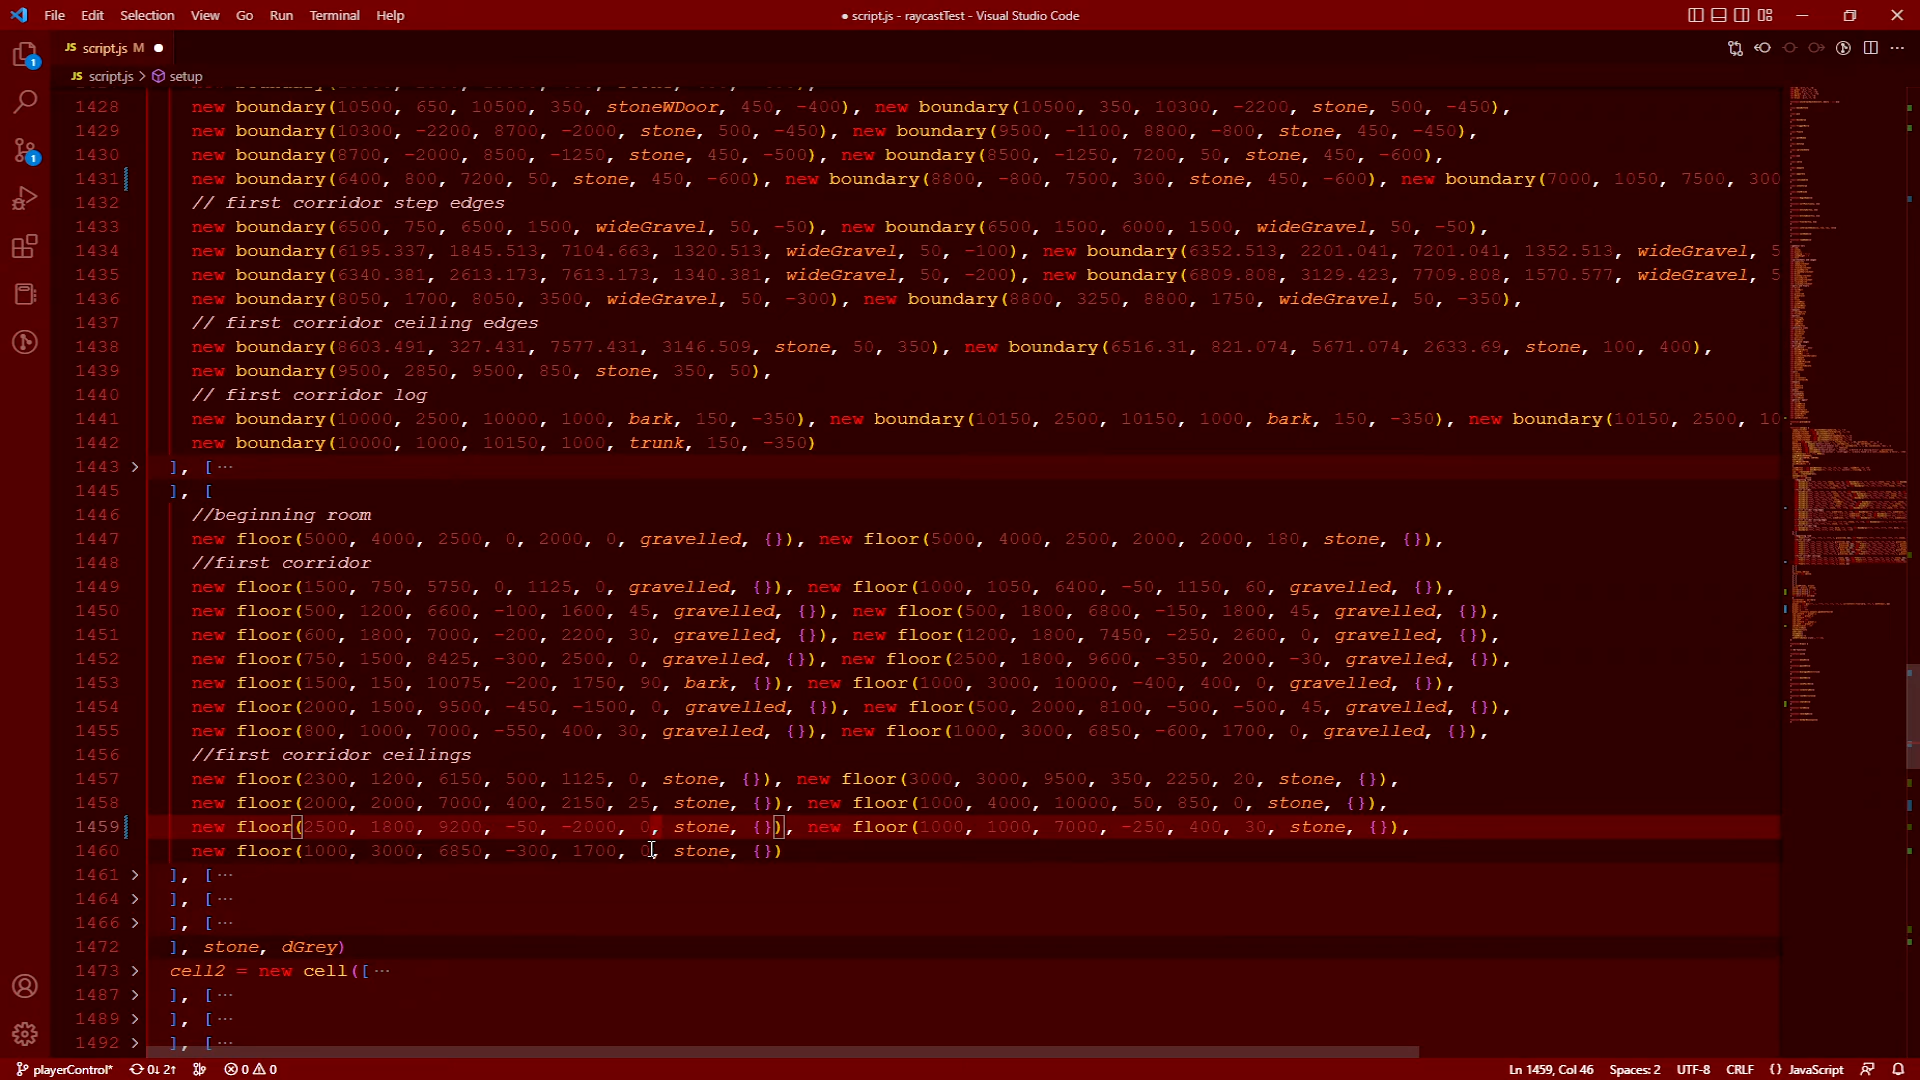 File Edit Selection View Go Run Terminal Help
● script.js - raycastTest - Visual Studio Code
JS script.js M ●
JS script.js > setup
1428 new boundary(10500, 650, 10500, 350, stoneWDoor, 450, -400), new boundary(10500, 350, 10300, -2200, stone, 500, -450),
1429 new boundary(10300, -2200, 8700, -2000, stone, 500, -450), new boundary(9500, -1100, 8800, -800, stone, 450, -450),
1430 new boundary(8700, -2000, 8500, -1250, stone, 450, -500), new boundary(8500, -1250, 7200, 50, stone, 450, -600),
1431 new boundary(6400, 800, 7200, 50, stone, 450, -600), new boundary(8800, -800, 7500, 300, stone, 450, -600), new boundary(7000, 1050, 7500, 300
1432 // first corridor step edges
1433 new boundary(6500, 750, 6500, 1500, wideGravel, 50, -50), new boundary(6500, 1500, 6000, 1500, wideGravel, 50, -50),
1434 new boundary(6195.337, 1845.513, 7104.663, 1320.513, wideGravel, 50, -100), new boundary(6352.513, 2201.041, 7201.041, 1352.513, wideGravel, 5
1435 new boundary(6340.381, 2613.173, 7613.173, 1340.381, wideGravel, 50, -200), new boundary(6809.808, 3129.423, 7709.808, 1570.577, wideGravel, 5
1436 new boundary(8050, 1700, 8050, 3500, wideGravel, 50, -300), new boundary(8800, 3250, 8800, 1750, wideGravel, 50, -350),
1437 // first corridor ceiling edges
1438 new boundary(8603.491, 327.431, 7577.431, 3146.509, stone, 50, 350), new boundary(6516.31, 821.074, 5671.074, 2633.69, stone, 100, 400),
1439 new boundary(9500, 2850, 9500, 850, stone, 350, 50),
1440 // first corridor log
1441 new boundary(10000, 2500, 10000, 1000, bark, 150, -350), new boundary(10150, 2500, 10150, 1000, bark, 150, -350), new boundary(10150, 2500, 10
1442 new boundary(10000, 1000, 10150, 1000, trunk, 150, -350)
1443 > ], [ ⋯
1445 ], [
1446 //beginning room
1447 new floor(5000, 4000, 2500, 0, 2000, 0, gravelled, {}), new floor(5000, 4000, 2500, 2000, 2000, 180, stone, {}),
1448 //first corridor
1449 new floor(1500, 750, 5750, 0, 1125, 0, gravelled, {}), new floor(1000, 1050, 6400, -50, 1150, 60, gravelled, {}),
1450 new floor(500, 1200, 6600, -100, 1600, 45, gravelled, {}), new floor(500, 1800, 6800, -150, 1800, 45, gravelled, {}),
1451 new floor(600, 1800, 7000, -200, 2200, 30, gravelled, {}), new floor(1200, 1800, 7450, -250, 2600, 0, gravelled, {}),
1452 new floor(750, 1500, 8425, -300, 2500, 0, gravelled, {}), new floor(2500, 1800, 9600, -350, 2000, -30, gravelled, {}),
1453 new floor(1500, 150, 10075, -200, 1750, 90, bark, {}), new floor(1000, 3000, 10000, -400, 400, 0, gravelled, {}),
1454 new floor(2000, 1500, 9500, -450, -1500, 0, gravelled, {}), new floor(500, 2000, 8100, -500, -500, 45, gravelled, {}),
1455 new floor(800, 1000, 7000, -550, 400, 30, gravelled, {}), new floor(1000, 3000, 6850, -600, 1700, 0, gravelled, {}),
1456 //first corridor ceilings
1457 new floor(2300, 1200, 6150, 500, 1125, 0, stone, {}), new floor(3000, 3000, 9500, 350, 2250, 20, stone, {}),
1458 new floor(2000, 2000, 7000, 400, 2150, 25, stone, {}), new floor(1000, 4000, 10000, 50, 850, 0, stone, {}),
1459 new floor(2500, 1800, 9200, -50, -2000, 0, stone, {}), new floor(1000, 1000, 7000, -250, 400, 30, stone, {}),
1460 new floor(1000, 3000, 6850, -300, 1700, 0, stone, {})
1461 > ], [ ⋯
1464 > ], [ ⋯
1466 > ], [ ⋯
1472 ], stone, dGrey)
1473 > cell2 = new cell([ ⋯
1487 > ], [ ⋯
1489 > ], [ ⋯
1492 > ], [ ⋯
playerControl* 0↓ 2↑ 0 0 Ln 1459, Col 46 Spaces: 2 UTF-8 CRLF {} JavaScript